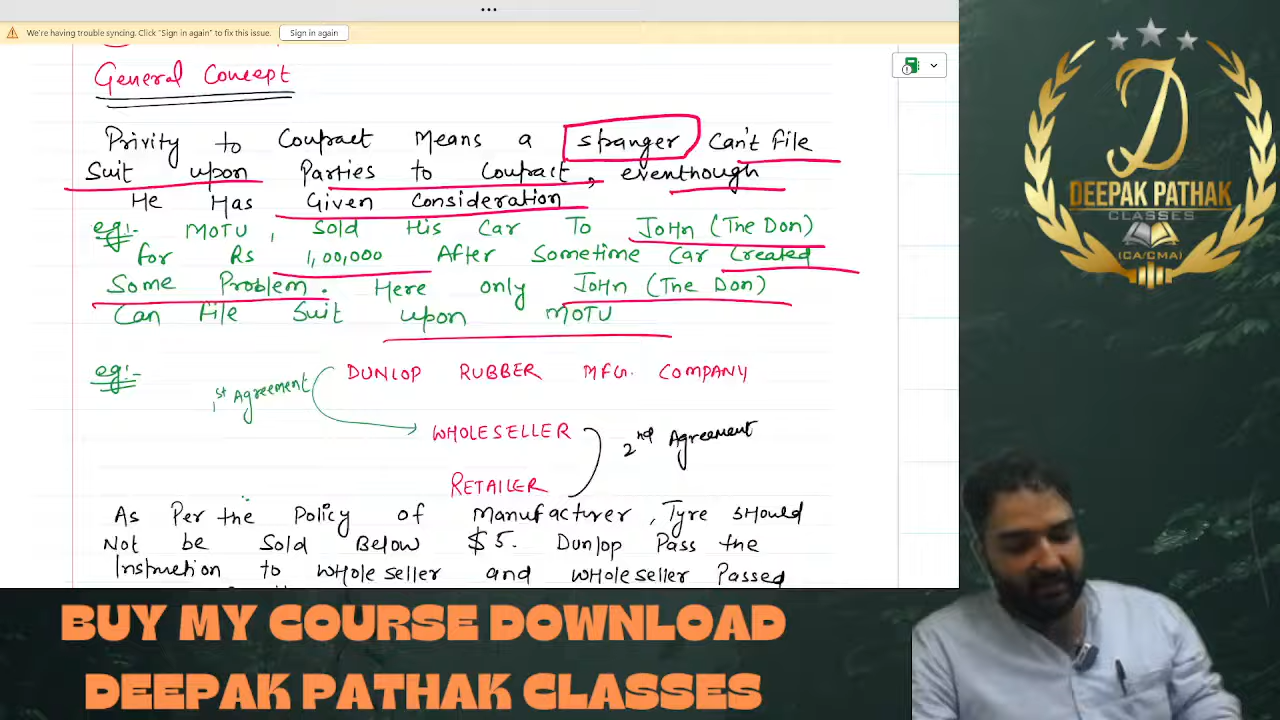 We're having trouble syncing. Click "Sign in again" to fix this issue. Sign in again
General Concept
Privity to Contract Means a stranger Can't File
Suit upon Parties to Contract, eventhough
He Has Given Consideration
eg:- MOTU, Sold His Car To JOHN (The Don)
for Rs 1,00,000 After Sometime Car Created
Some Problem. Here only JOHN (The Don)
Can File Suit upon MOTU
eg:- DUNLOP RUBBER MFG. COMPANY
1st Agreement
WHOLESELLER
2nd Agreement
RETAILER
As Per the Policy of Manufacturer, Tyre should
Not be Sold Below $5. Dunlop Pass the
Instruction to Wholeseller and Wholeseller Passed
D
DEEPAK PATHAK
CLASSES
(CA/CMA)
BUY MY COURSE DOWNLOAD
DEEPAK PATHAK CLASSES